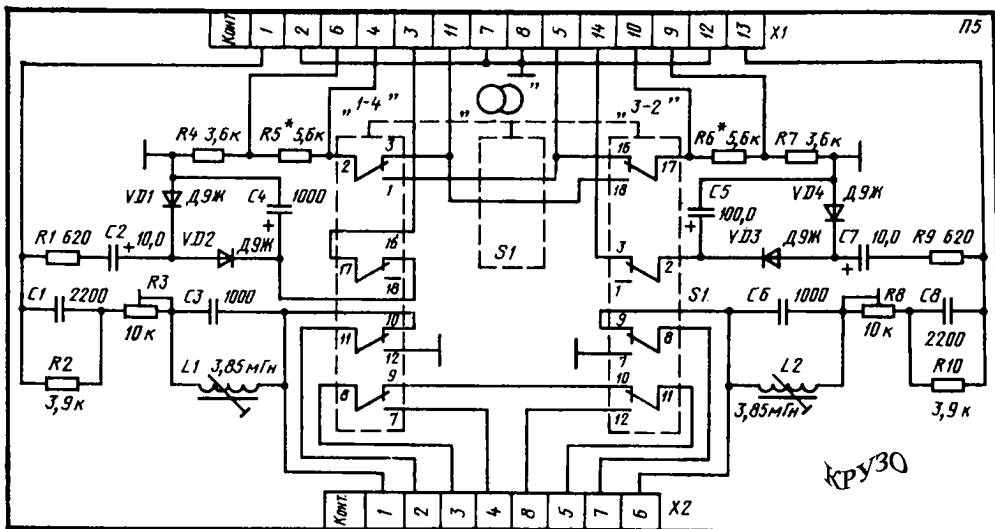 Конт. 1 2 6 4 3 11 7 8 5 14 10 9 12 13 X1 П5
„1-4” „ ” „3-2”
R4 3,6к R5* 5,6к 3 16 R6* 5,6к R7 3,6к
2 1 18 17
VD1 Д9Ж C4 1000 C5 100,0 VD4 Д9Ж
+ +
R1 620 C2 + 10,0 VD2 Д9Ж 16 S1 3 VD3 Д9Ж C7 10,0 R9 620
17 18 1 2 +
C1 2200 R3 C3 1000 S1 C6 1000 R8 C8
10к 10 9 10к 2200
11 12 7 8
R2 L1 3,85мГн 9 10 L2 R10
3,9к 8 7 12 11 3,85мГн 3,9к
КРУЗО
Конт. 1 2 3 4 8 5 7 6 X2